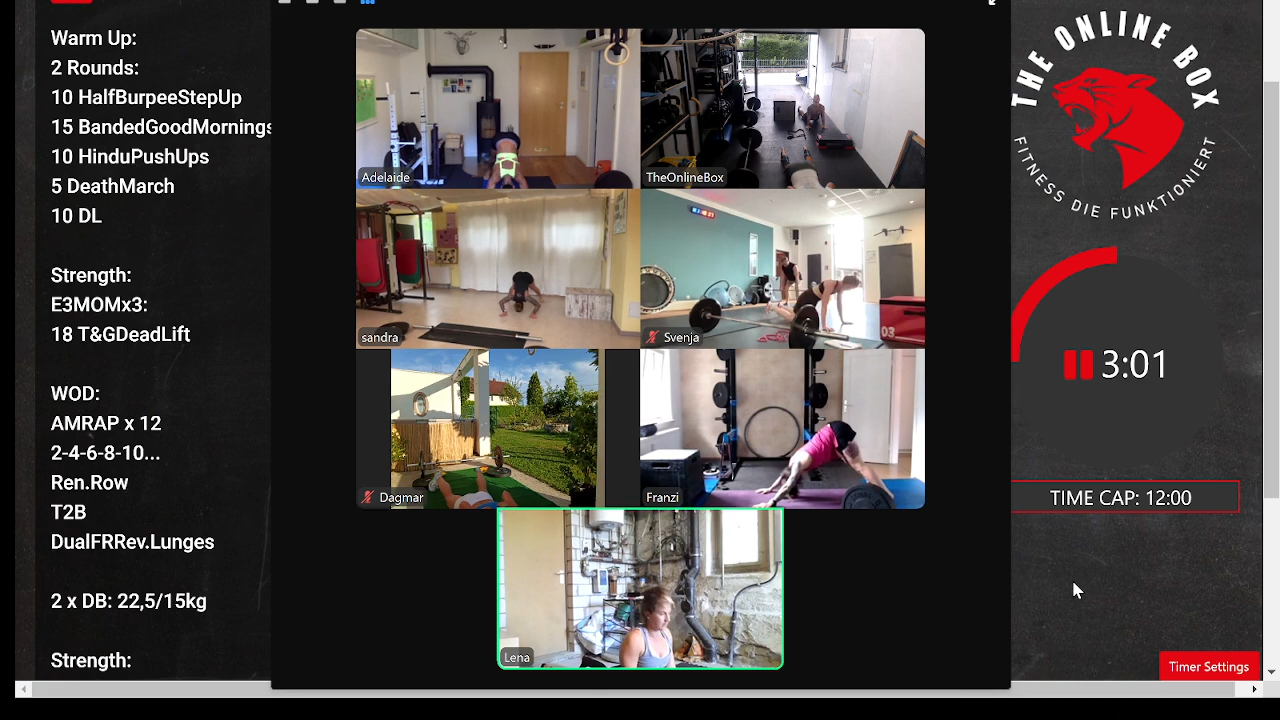 Warm Up:
2 Rounds:
10 HalfBurpeeStepUp
15 BandedGoodMornings
10 HinduPushUps
5 DeathMarch
10 DL
Strength:
E3MOMx3:
18 T&GDeadLift
WOD:
AMRAP x 12
2-4-6-8-10...
Ren.Row
T2B
DualFRRev.Lunges
2 x DB: 22,5/15kg
Strength:
Adelaide
TheOnlineBox
sandra
Svenja
03
Dagmar
Franzi
Lena
THE ONLINE BOX
FITNESS DIE FUNKTIONIERT
3:01
TIME CAP: 12:00
Timer Settings